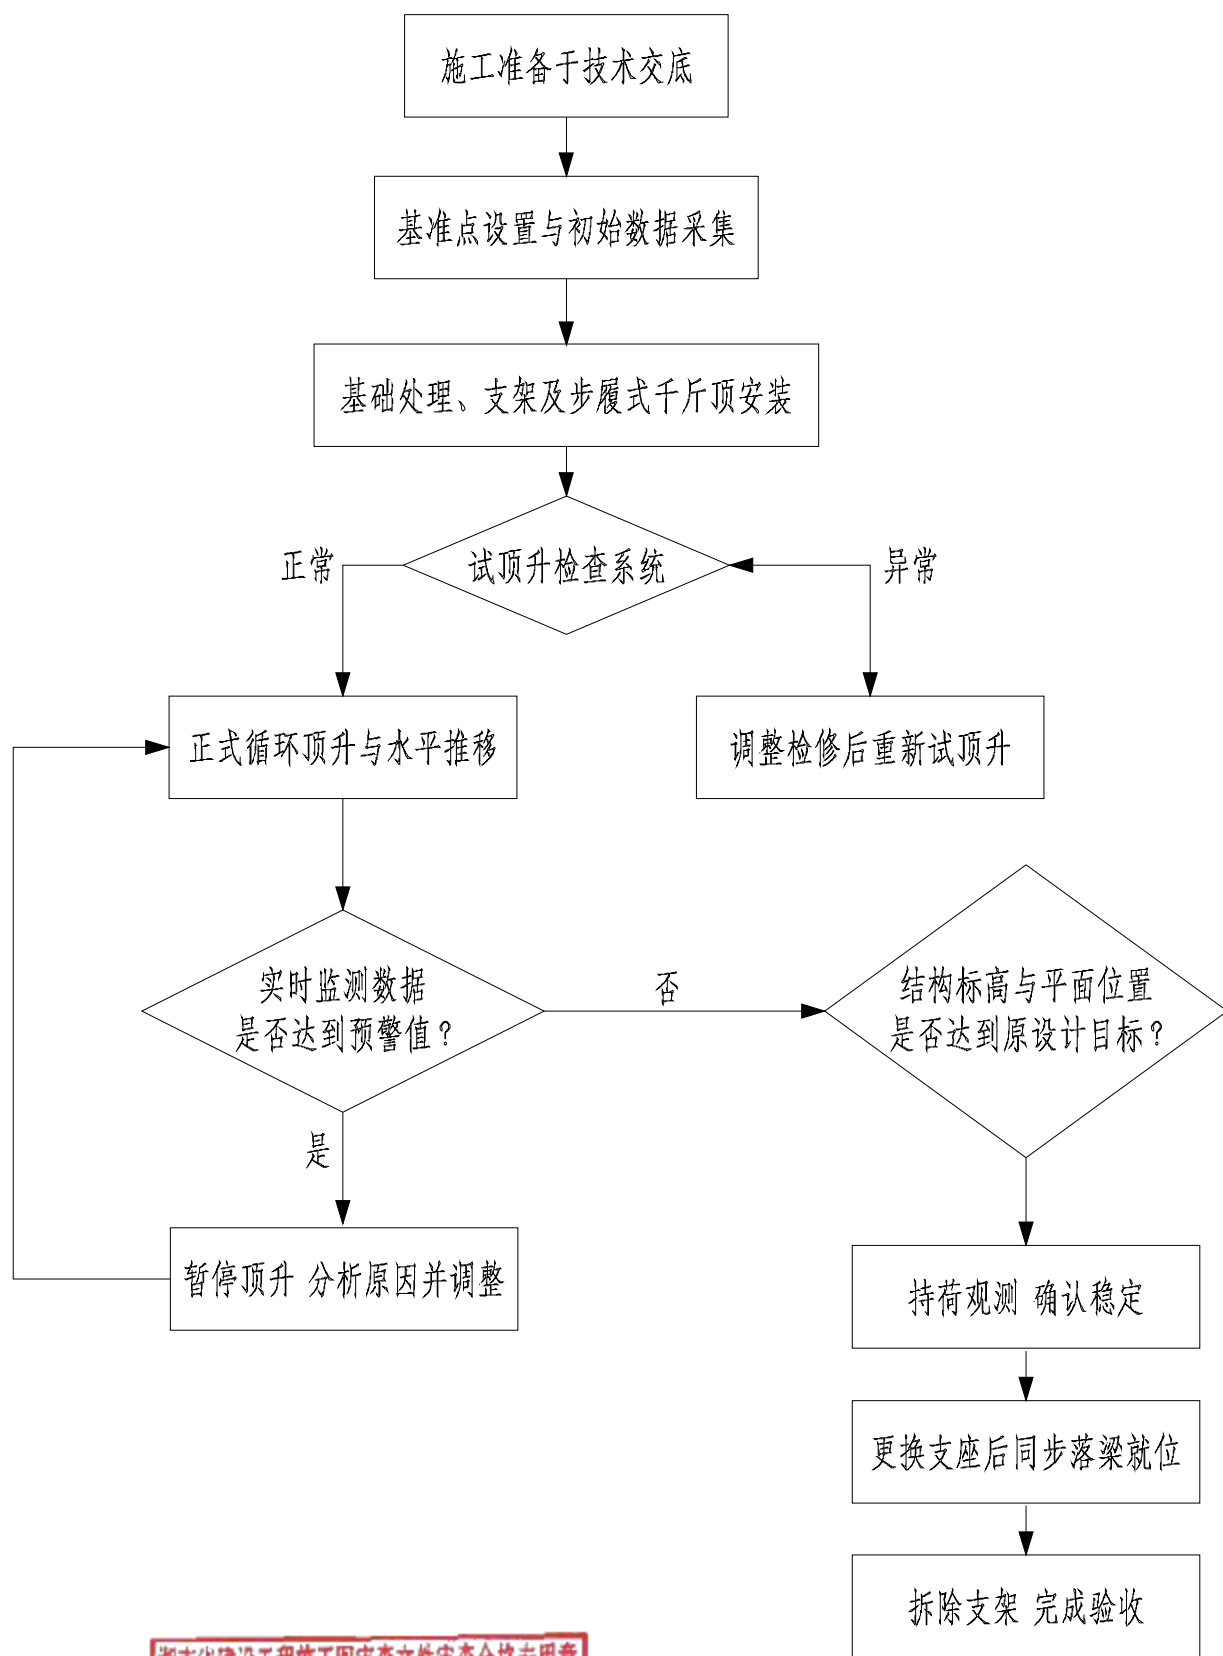 施工准备于技术交底
基准点设置与初始数据采集
基础处理、支架及步履式千斤顶安装
正常
试顶升检查系统
异常
正式循环顶升与水平推移
调整检修后重新试顶升
实时监测数据
是否达到预警值?
否
结构标高与平面位置
是否达到原设计目标?
是
暂停顶升 分析原因并调整
持荷观测 确认稳定
更换支座后同步落梁就位
拆除支架 完成验收